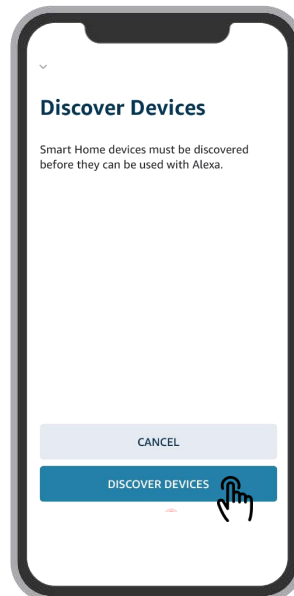 Discover Devices
Smart Home devices must be discovered
before they can be used with Alexa.
CANCEL
DISCOVER DEVICES